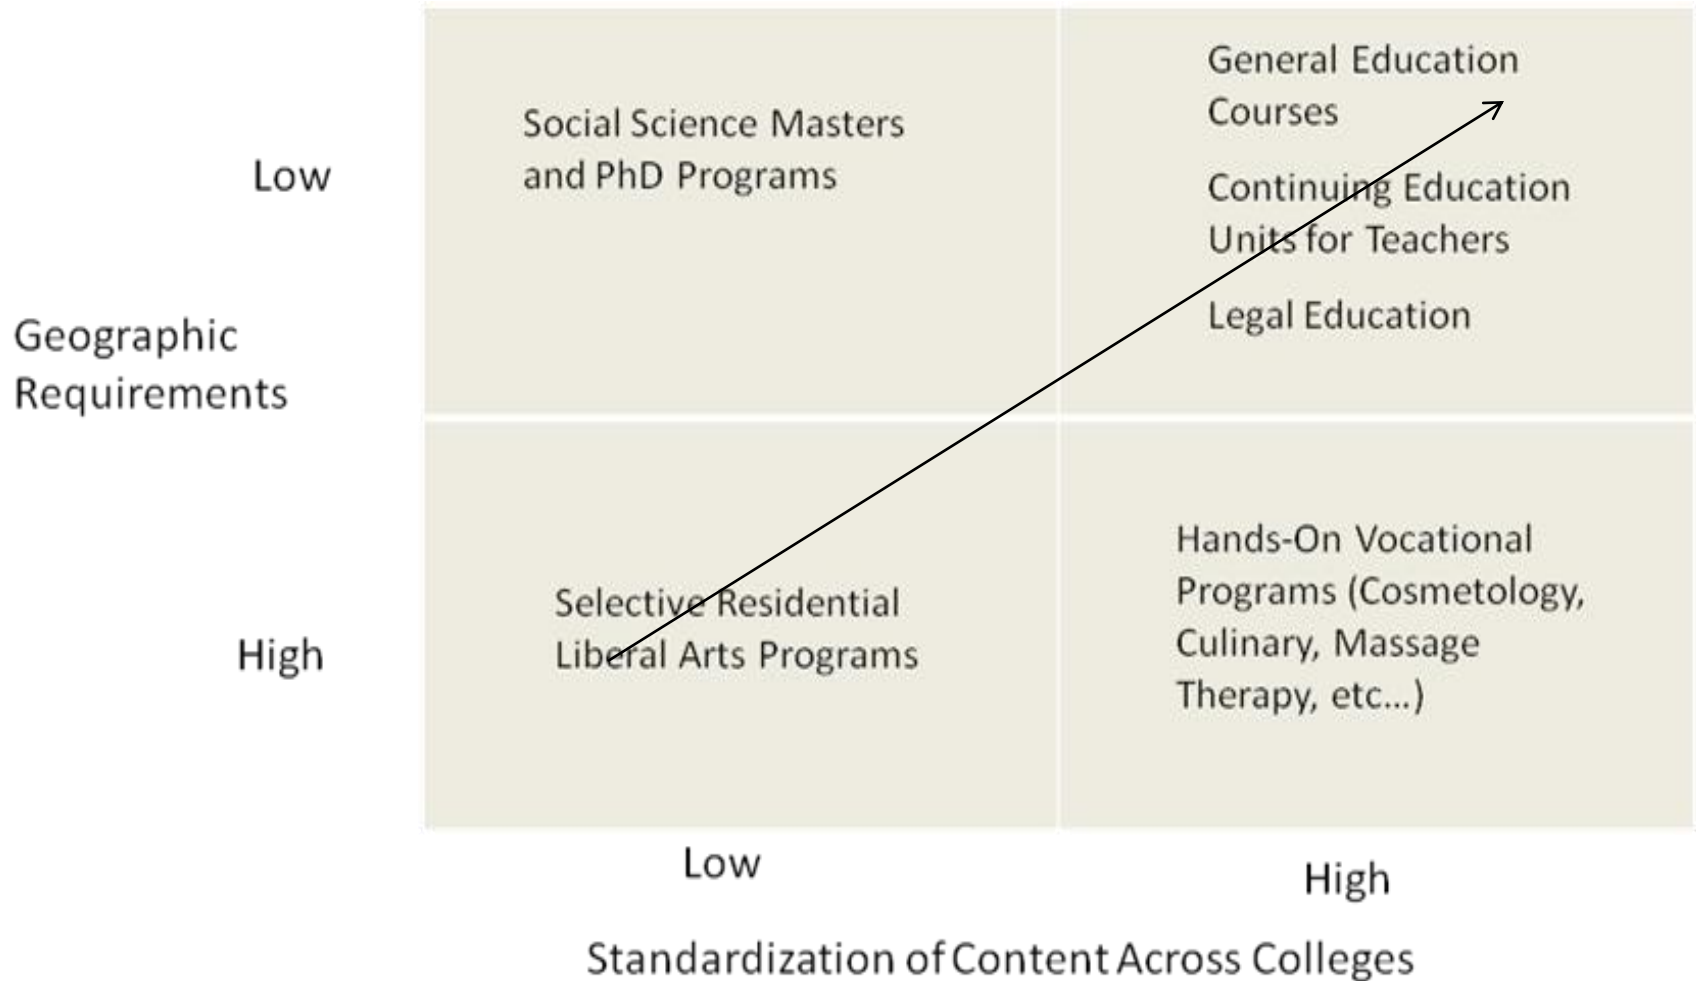 General Education
Courses
Social Science Masters
and PhD Programs
Low
Continuing Education
Units for Teachers
Legal Education
Geographic
Requirements
Hands-On Vocational
Programs (Cosmetology,
Culinary, Massage
Therapy, etc...)
Selective Residential
Liberal Arts Programs
High
Low
High
Standardization of Content Across Colleges